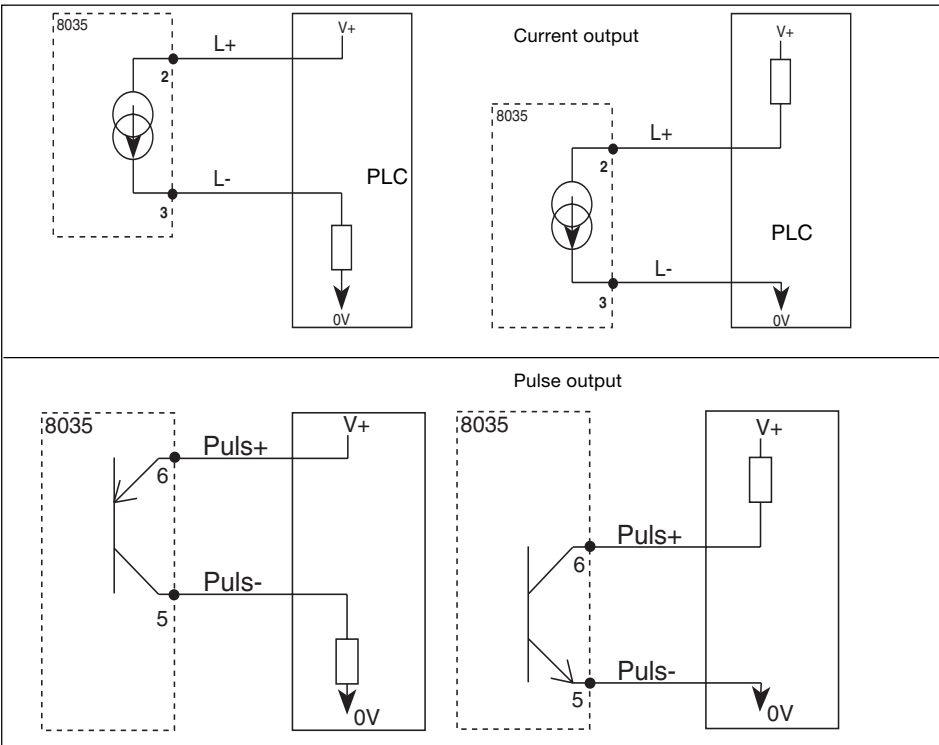 Current output
8035
L+
V+
2
L-
3
PLC
0V
8035
L+
V+
2
L-
3
PLC
0V
Pulse output
8035
Puls+
V+
6
Puls-
5
0V
8035
V+
Puls+
6
Puls-
5
0V